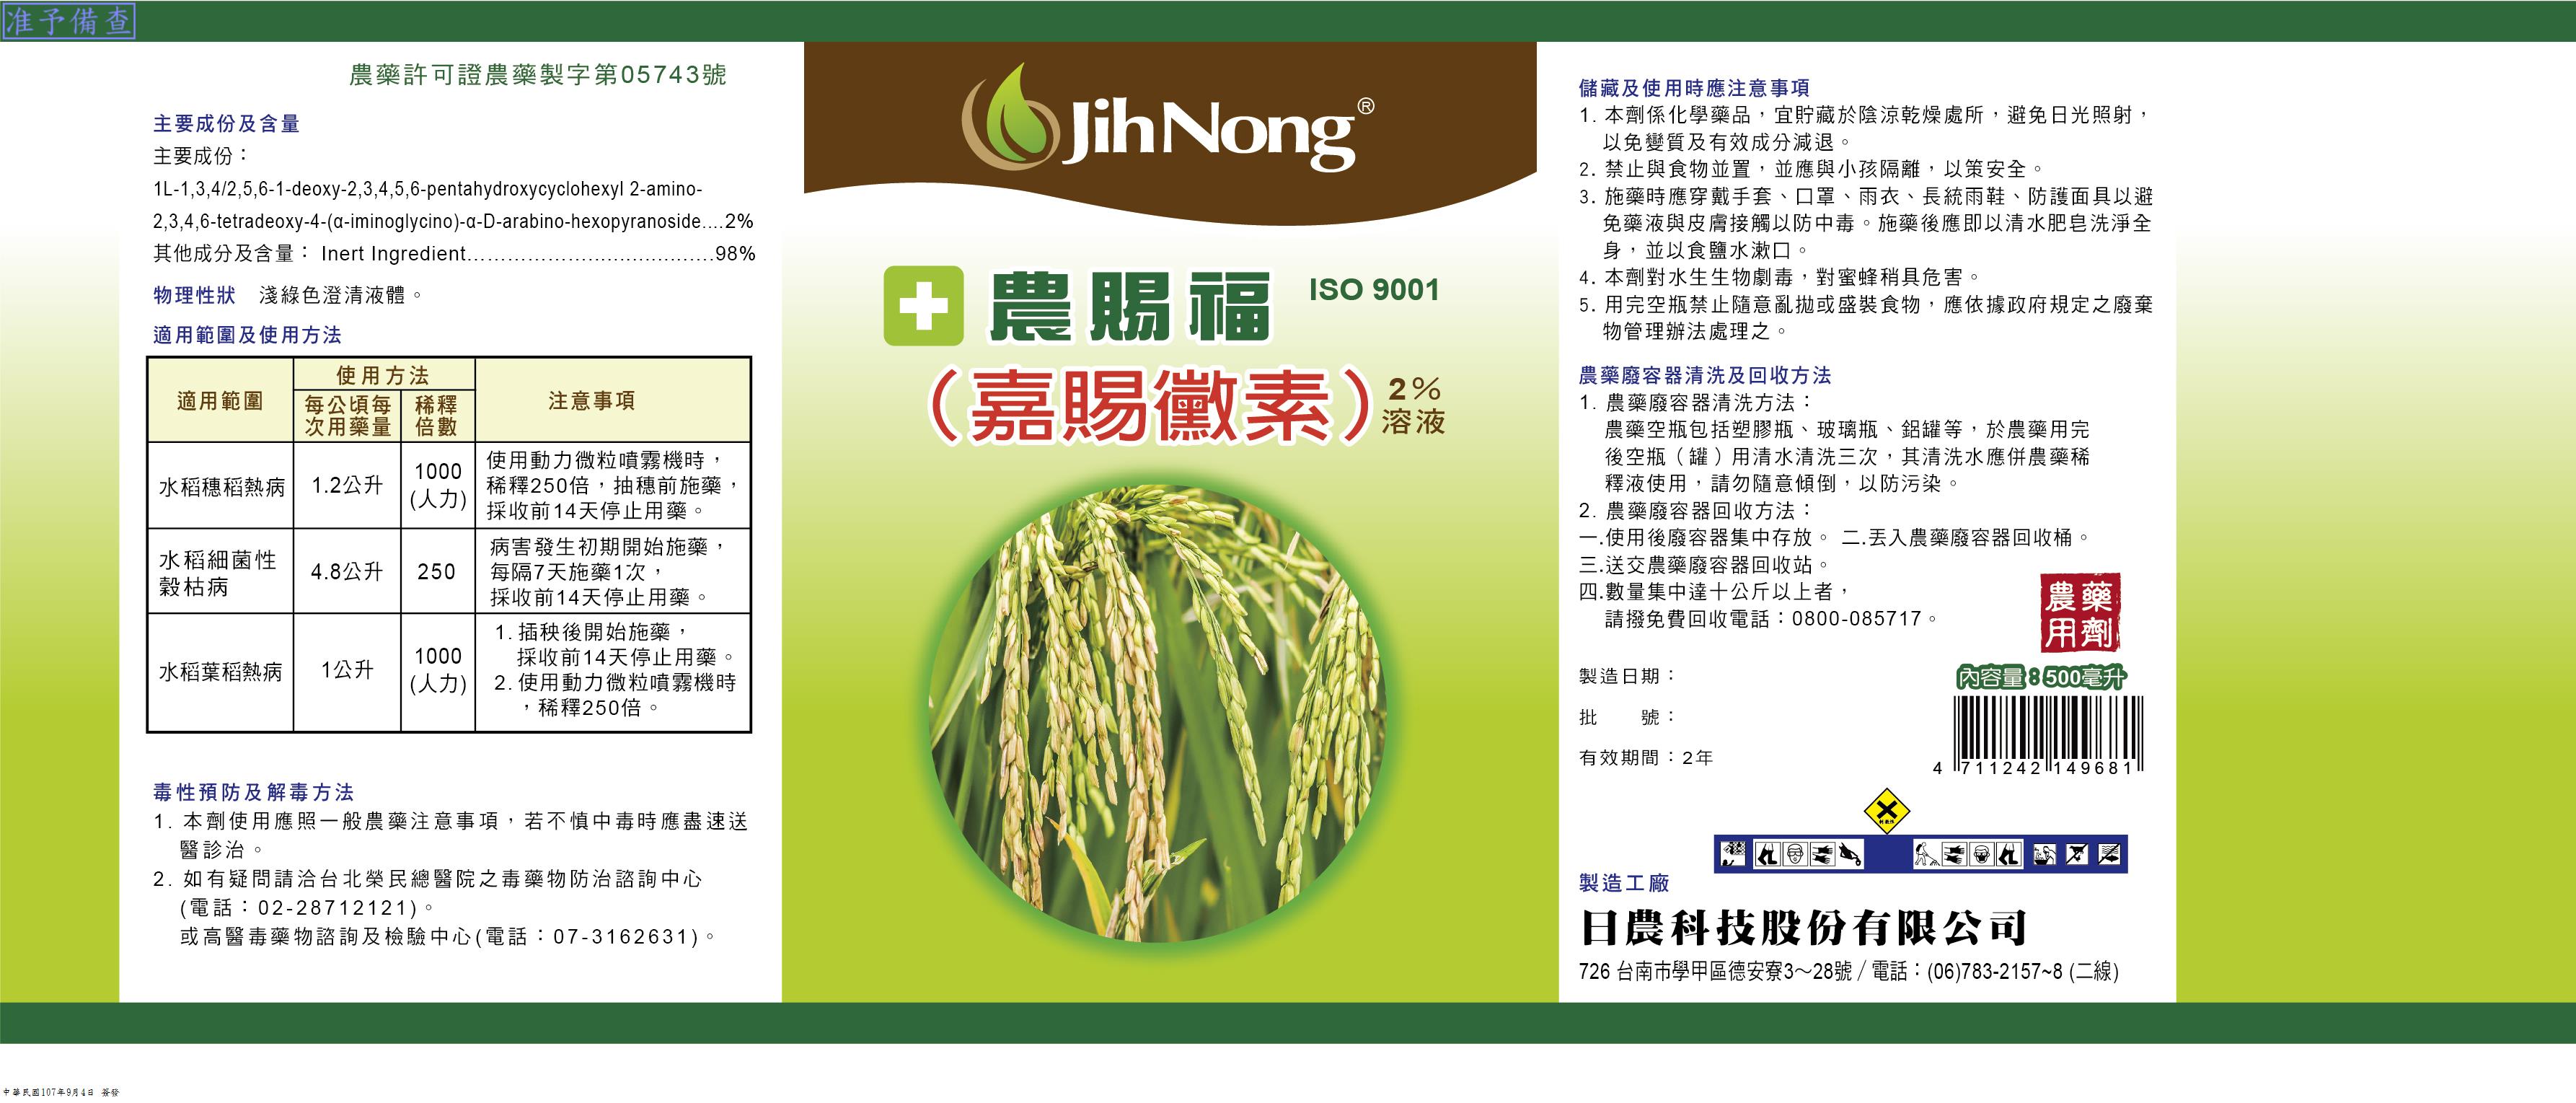 准予備查
農藥許可證農藥製字第05743號
主要成份及含量
主要成份：
1L-1,3,4/2,5,6-1-deoxy-2,3,4,5,6-pentahydroxycyclohexyl 2-amino-
2,3,4,6-tetradeoxy-4-(α-iminoglycino)-α-D-arabino-hexopyranoside....2%
其他成分及含量： Inert Ingredient.....................................98%
物理性狀 淺綠色澄清液體。
適用範圍及使用方法
適用範圍 使用方法 注意事項
每公頃每次用藥量 稀釋倍數
水稻穗稻熱病 1.2公升 1000(人力) 使用動力微粒噴霧機時，
稀釋250倍，抽穗前施藥，
採收前14天停止用藥。
水稻細菌性穀枯病 4.8公升 250 病害發生初期開始施藥，
每隔7天施藥1次，
採收前14天停止用藥。
水稻葉稻熱病 1公升 1000(人力) 1. 插秧後開始施藥，
採收前14天停止用藥。
2. 使用動力微粒噴霧機時
，稀釋250倍。
毒性預防及解毒方法
1. 本劑使用應照一般農藥注意事項，若不慎中毒時應盡速送
醫診治。
2. 如有疑問請洽台北榮民總醫院之毒藥物防治諮詢中心
(電話：02-28712121)。
或高醫毒藥物諮詢及檢驗中心(電話：07-3162631)。
JihNong®
農賜福 ISO 9001
（嘉賜黴素）2%
溶液
儲藏及使用時應注意事項
1. 本劑係化學藥品，宜貯藏於陰涼乾燥處所，避免日光照射，
以免變質及有效成分減退。
2. 禁止與食物並置，並應與小孩隔離，以策安全。
3. 施藥時應穿戴手套、口罩、雨衣、長統雨鞋、防護面具以避
免藥液與皮膚接觸以防中毒。施藥後應即以清水肥皂洗淨全
身，並以食鹽水漱口。
4. 本劑對水生生物劇毒，對蜜蜂稍具危害。
5. 用完空瓶禁止隨意亂拋或盛裝食物，應依據政府規定之廢棄
物管理辦法處理之。
農藥廢容器清洗及回收方法
1. 農藥廢容器清洗方法：
農藥空瓶包括塑膠瓶、玻璃瓶、鋁罐等，於農藥用完
後空瓶（罐）用清水清洗三次，其清洗水應併農藥稀
釋液使用，請勿隨意傾倒，以防污染。
2. 農藥廢容器回收方法：
一.使用後廢容器集中存放。 二.丟入農藥廢容器回收桶。
三.送交農藥廢容器回收站。
四.數量集中達十公斤以上者，
請撥免費回收電話：0800-085717。
農藥
用劑
製造日期：
內容量：500毫升
批 號：
有效期間：2年
4 711242 149681
製造工廠
日農科技股份有限公司
726 台南市學甲區德安寮3～28號 / 電話：(06)783-2157~8 (二線)
中華民國107年9月4日 簽發